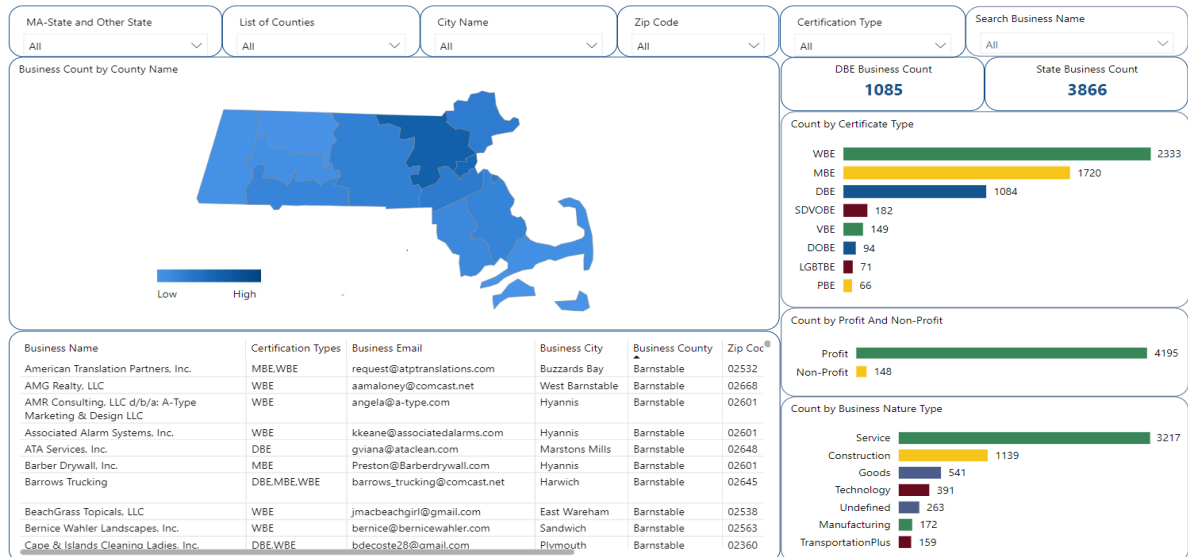 MA-State and Other State
All
List of Counties
All
City Name
All
Zip Code
All
Certification Type
All
Search Business Name
All
Business Count by County Name
Low High
DBE Business Count
1085
State Business Count
3866
Count by Certificate Type
WBE 2333
MBE 1720
DBE 1084
SDVOBE 182
VBE 149
DOBE 94
LGBTBE 71
PBE 66
Count by Profit And Non-Profit
Profit 4195
Non-Profit 148
Count by Business Nature Type
Service 3217
Construction 1139
Goods 541
Technology 391
Undefined 263
Manufacturing 172
TransportationPlus 159
Business Name Certification Types Business Email Business City Business County Zip Coc
American Translation Partners, Inc. MBE,WBE request@atptranslations.com Buzzards Bay Barnstable 02532
AMG Realty, LLC WBE aamaloney@comcast.net West Barnstable Barnstable 02668
AMR Consulting, LLC d/b/a: A-Type WBE angela@a-type.com Hyannis Barnstable 02601
Marketing & Design LLC
Associated Alarm Systems, Inc. WBE kkeane@associatedalarms.com Hyannis Barnstable 02601
ATA Services, Inc. DBE gviana@ataclean.com Marstons Mills Barnstable 02648
Barber Drywall, Inc. MBE Preston@Barberdrywall.com Hyannis Barnstable 02601
Barrows Trucking DBE,MBE,WBE barrows_trucking@comcast.net Harwich Barnstable 02645
BeachGrass Topicals, LLC WBE jmacbeachgirl@gmail.com East Wareham Barnstable 02538
Bernice Wahler Landscapes, Inc. WBE bernice@bernicewahler.com Sandwich Barnstable 02563
Cape & Islands Cleaning Ladies, Inc. DBE,WBE bdecoste28@gmail.com Plymouth Barnstable 02360